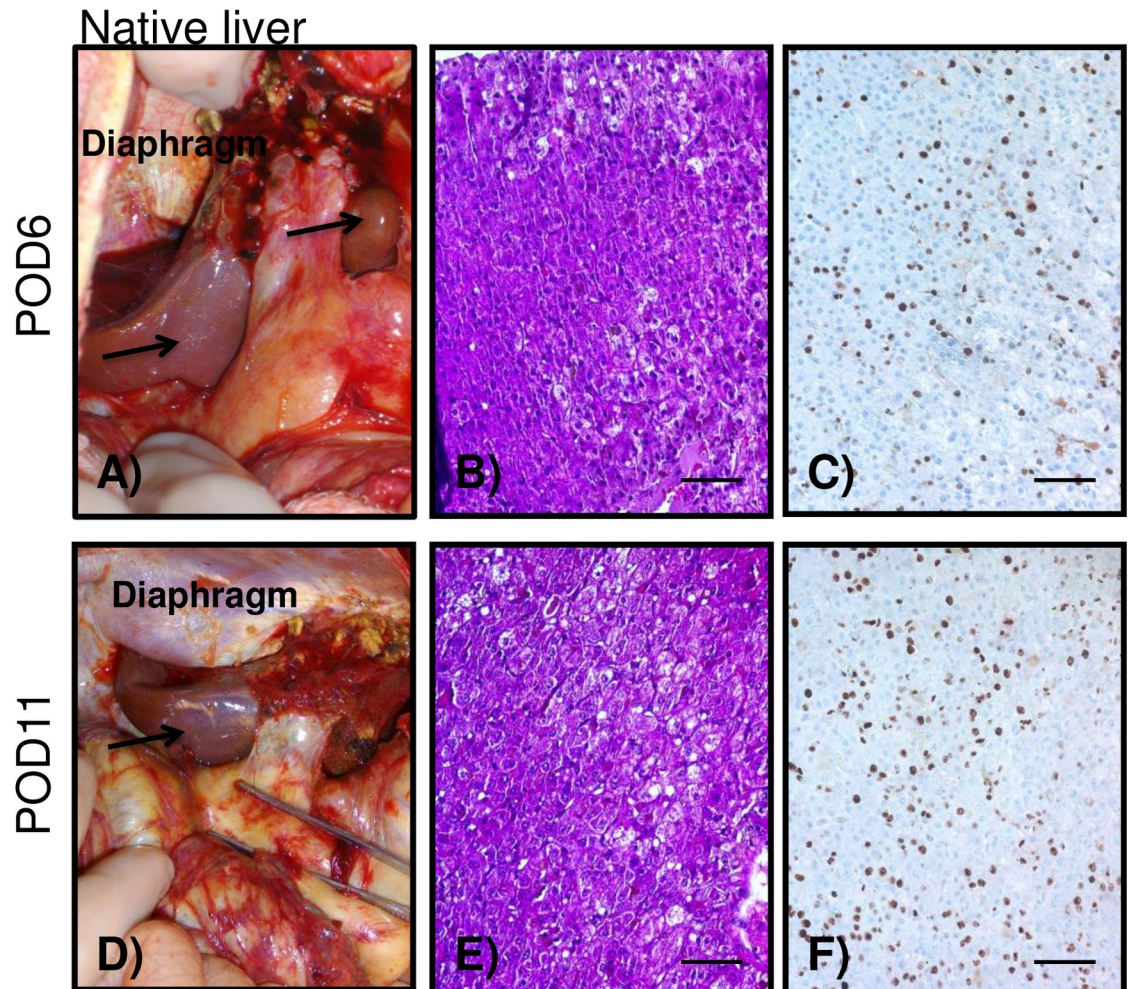 Native liver
POD6
Diaphragm
A)
B)
C)
POD11
Diaphragm
D)
E)
F)